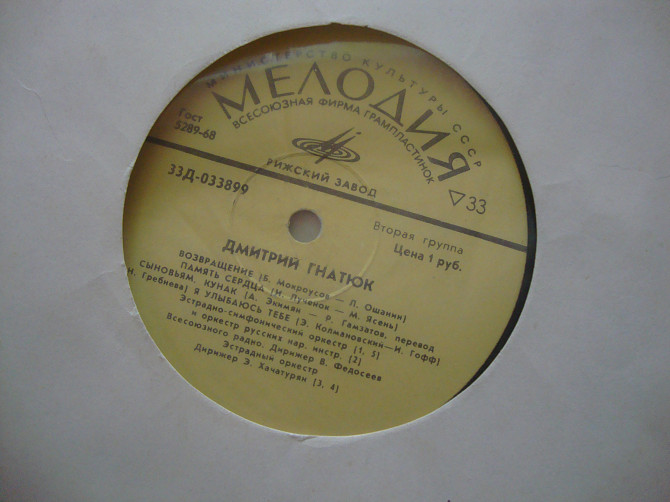 МИНИСТЕРСТВО КУЛЬТУРЫ СССР
МЕЛОДИЯ
ВСЕСОЮЗНАЯ ФИРМА ГРАМПЛАСТИНОК
Гост
5289-68
РИЖСКИЙ ЗАВОД
33
33Д-033899
Вторая группа
Цена 1 Руб.
ДМИТРИЙ ГНАТЮК
ВОЗВРАЩЕНИЕ (Б. Мокроусов — Л. Ошанин)
ПАМЯТЬ СЕРДЦА (И. Лученок — М. Ясень)
СЫНОВЬЯМ, КУНАК (А. Экимян — Р. Гамзатов, перевод
Н. Гребнева) Я УЛЫБАЮСЬ ТЕБЕ (Э. Колмановский—И. Гофф)
Эстрадно-симфонический оркестр (1, 5)
и оркестр русских нар. инстр. (2)
Всесоюзного радио. Дирижер В. Федосеев
Эстрадный оркестр
Дирижер Э. Хачатурян (3, 4)